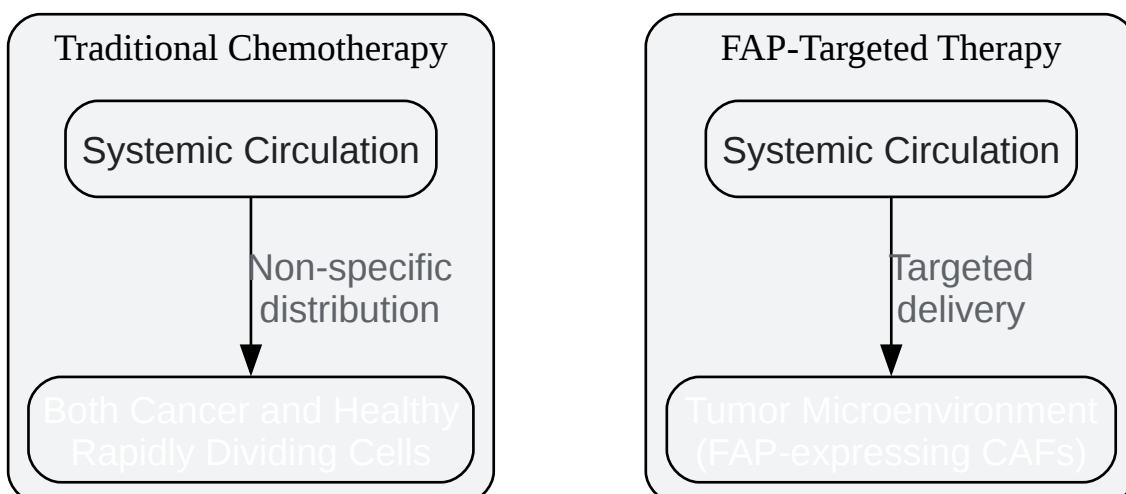 Traditional Chemotherapy
Systemic Circulation
Non-specific
distribution
Both Cancer and Healthy
Rapidly Dividing Cells
FAP-Targeted Therapy
Systemic Circulation
Targeted
delivery
Tumor Microenvironment
(FAP-expressing CAFs)